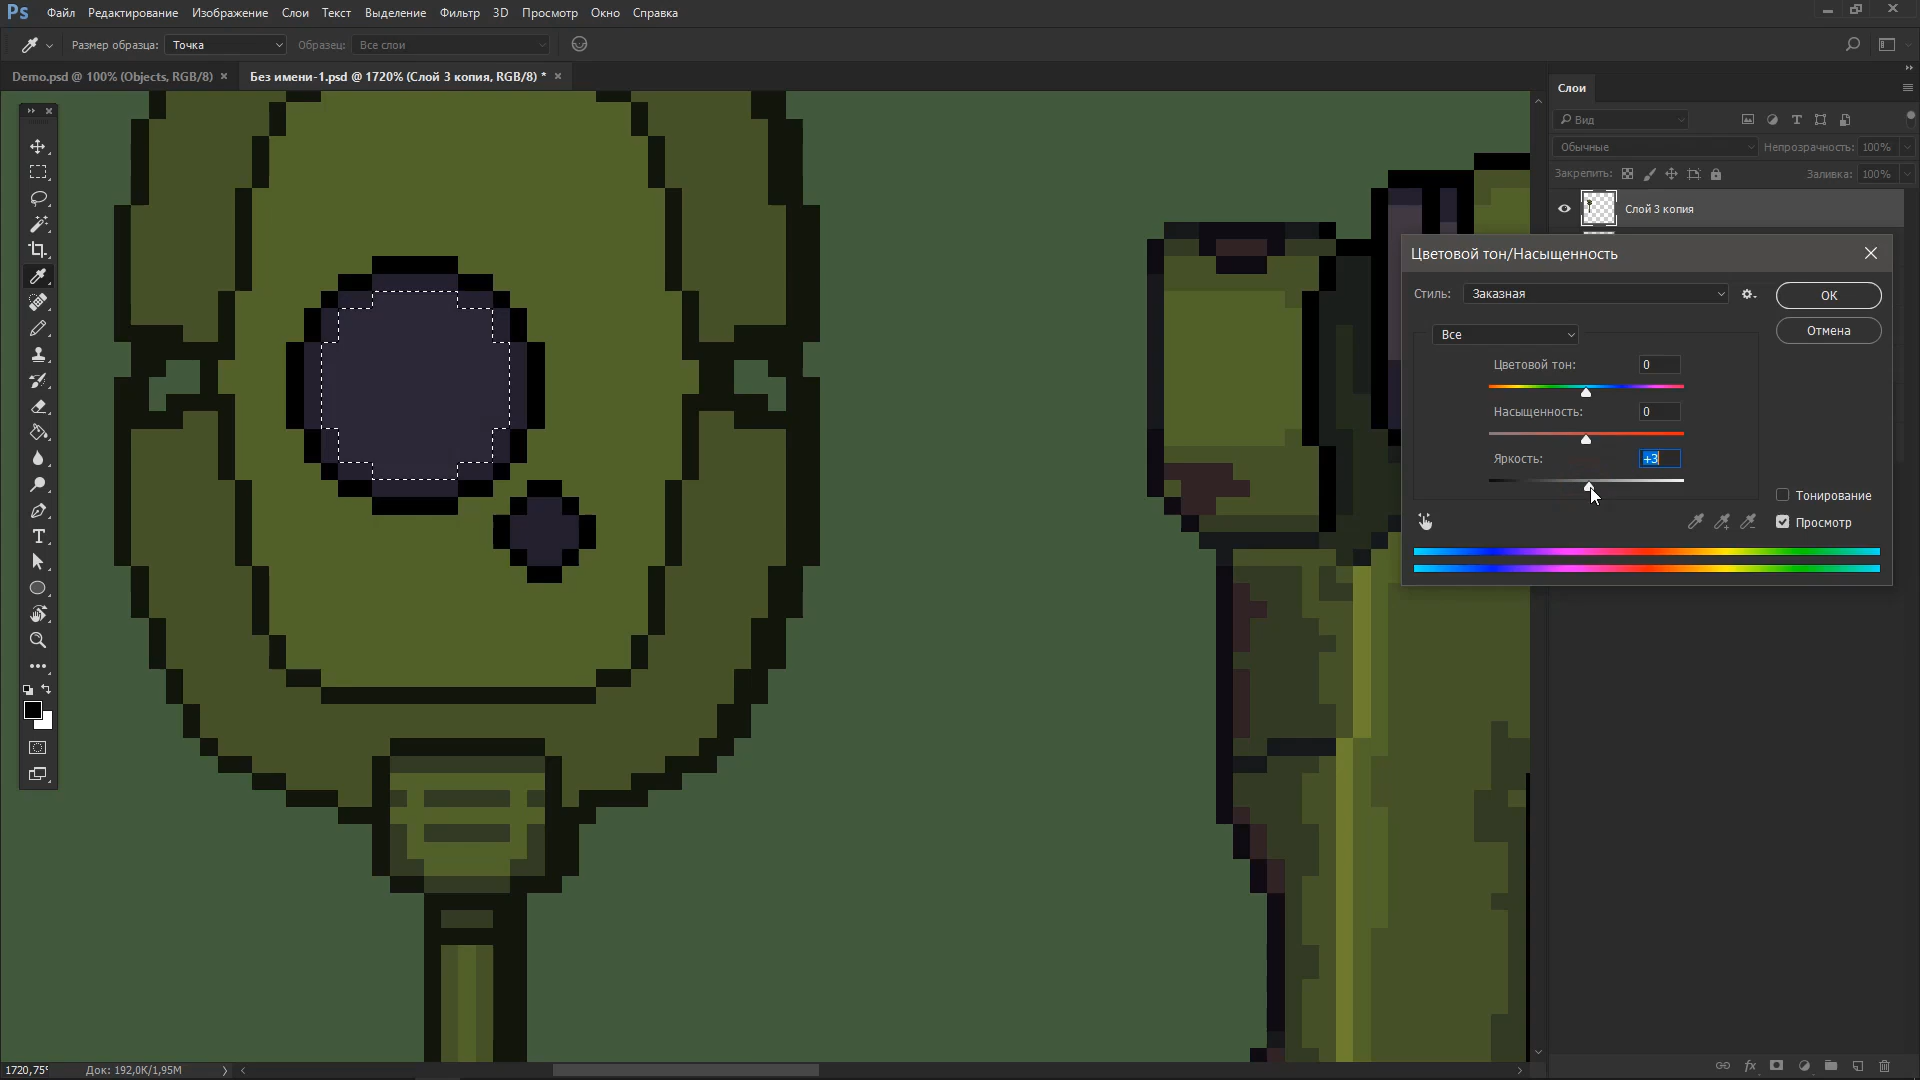 Ps Файл Редактирование Изображение Слои Текст Выделение Фильтр 3D Просмотр Окно Справка
Размер образца: Точка Образец: Все слои
Demo.psd @ 100% (Objects, RGB/8) × Без имени-1.psd @ 1720% (Слой 3 копия, RGB/8) * ×
Слои
Вид
Обычные Непрозрачность: 100%
Закрепить: Заливка: 100%
Слой 3 копия
Цветовой тон/Насыщенность
Стиль: Заказная
OK
Все
Отмена
Цветовой тон: 0
Насыщенность: 0
Яркость: +3
Тонирование
Просмотр
T
fx
1720,75% Док: 192,0K/1,95M